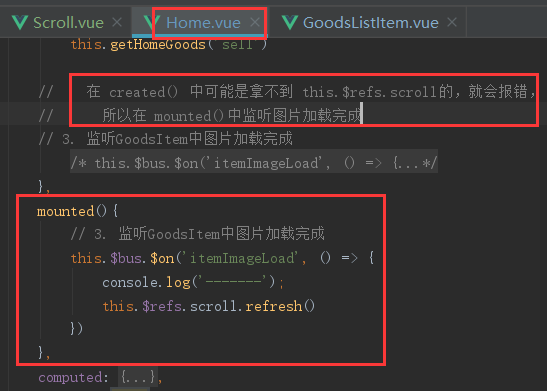 Scroll.vue × Home.vue × GoodsListItem.vue ×
this.getHomeGoods('sell')
// 在 created() 中可能是拿不到 this.$refs.scroll的，就会报错，
// 所以在 mounted()中监听图片加载完成
// 3. 监听GoodsItem中图片加载完成
/* this.$bus.$on('itemImageLoad', () => {...*/
},
mounted(){
// 3. 监听GoodsItem中图片加载完成
this.$bus.$on('itemImageLoad', () => {
console.log('-------');
this.$refs.scroll.refresh()
})
},
computed: {...},